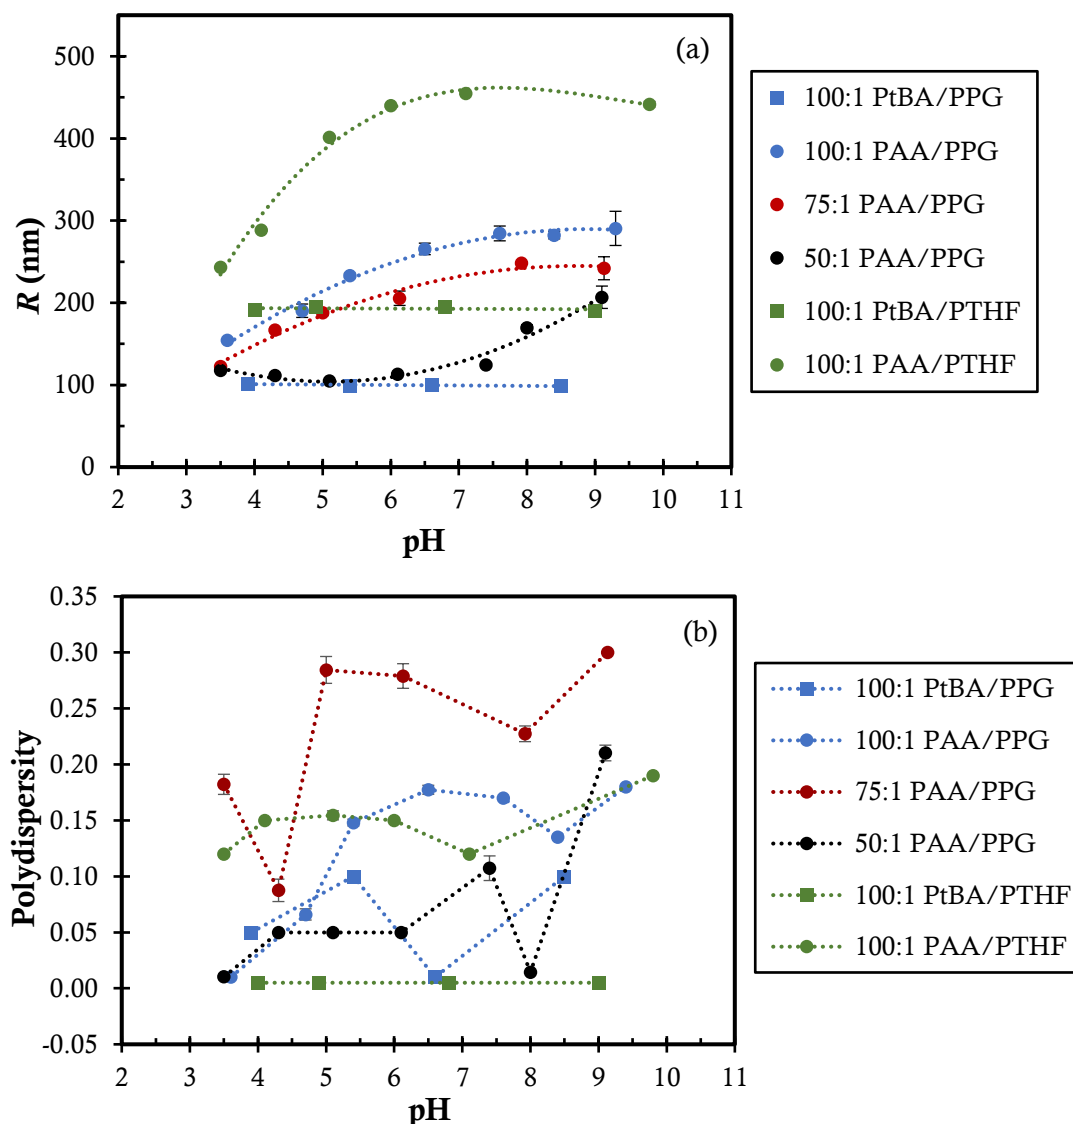 (a)
500
400
300
200
100
0
R (nm)
2 3 4 5 6 7 8 9 10 11
pH
100:1 PtBA/PPG
100:1 PAA/PPG
75:1 PAA/PPG
50:1 PAA/PPG
100:1 PtBA/PTHF
100:1 PAA/PTHF
(b)
0.35
0.30
0.25
0.20
0.15
0.10
0.05
0.00
-0.05
Polydispersity
2 3 4 5 6 7 8 9 10 11
pH
100:1 PtBA/PPG
100:1 PAA/PPG
75:1 PAA/PPG
50:1 PAA/PPG
100:1 PtBA/PTHF
100:1 PAA/PTHF